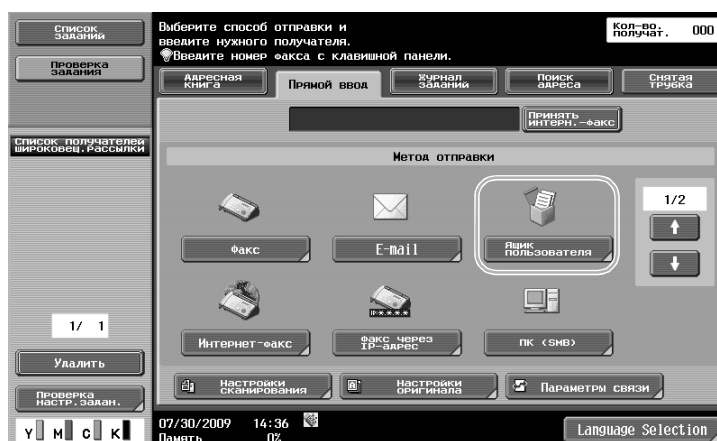 Список
заданий
Проверка
задания
Список получателей
широковещ.рассылки
1/ 1
Удалить
Проверка
настр.задан.
Y M C K
Выберите способ отправки и
введите нужного получателя.
Введите номер факса с клавишной панели.
Кол-во.
получат. 000
Адресная
книга
Прямой ввод
Журнал
заданий
Поиск
адреса
Снятая
трубка
Принять
интерн.-факс
Метод отправки
Факс
E-mail
Ящик
пользователя
1/2
Интернет-факс
IP-*.*.*.*
Факс через
IP-адрес
ПК (SMB)
Настройки
сканирования
Настройки
оригинала
Параметры связи
07/30/2009 14:36
Память 0%
Language Selection